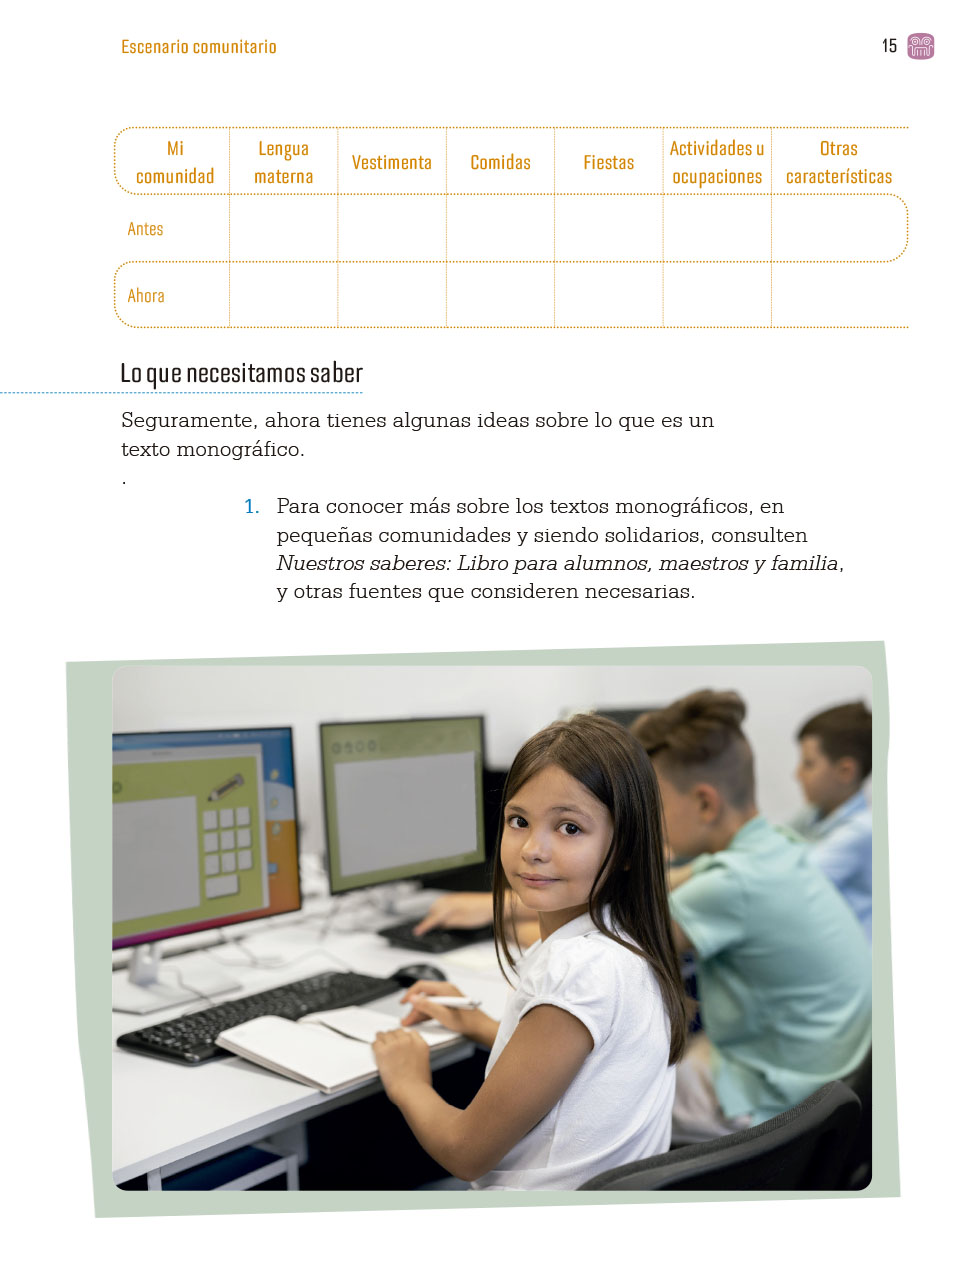 Escenario comunitario
15
Mi comunidad
Lengua materna
Vestimenta
Comidas
Fiestas
Actividades u ocupaciones
Otras características
Antes
Ahora
Lo que necesitamos saber
Seguramente, ahora tienes algunas ideas sobre lo que es un
texto monográfico.
.
1. Para conocer más sobre los textos monográficos, en
pequeñas comunidades y siendo solidarios, consulten
Nuestros saberes: Libro para alumnos, maestros y familia,
y otras fuentes que consideren necesarias.